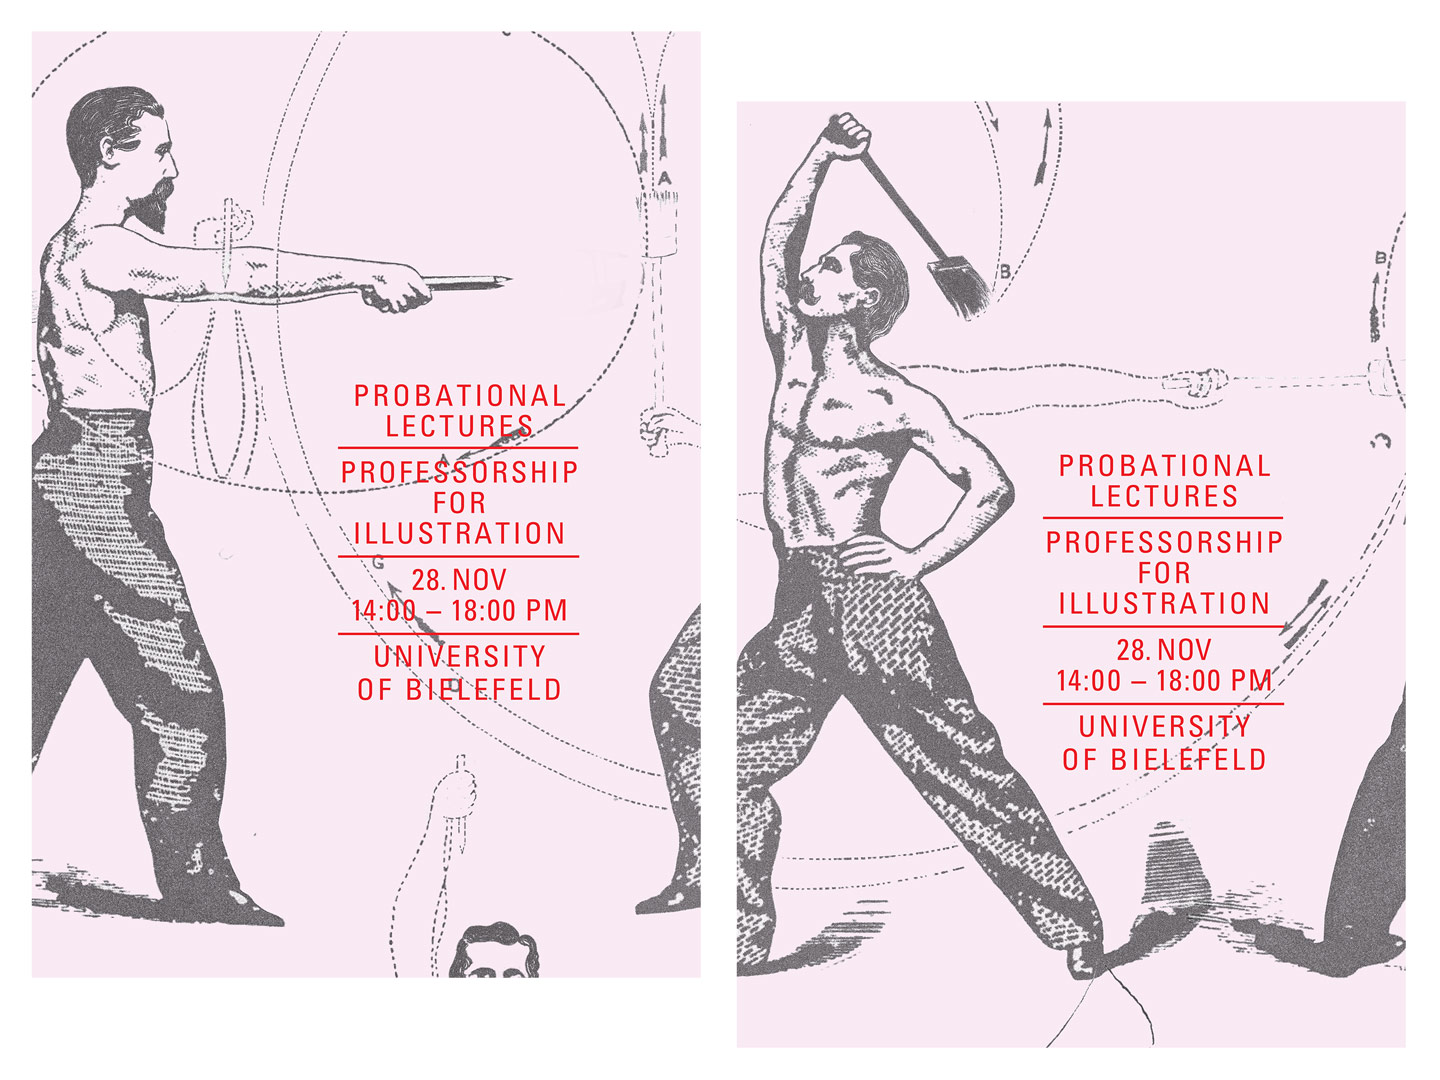 A
PROBATIONAL
LECTURES
PROFESSORSHIP
FOR
ILLUSTRATION
28. NOV
14:00 – 18:00 PM
UNIVERSITY
OF BIELEFELD
G
B
B
PROBATIONAL
LECTURES
PROFESSORSHIP
FOR
ILLUSTRATION
28. NOV
14:00 – 18:00 PM
UNIVERSITY
OF BIELEFELD